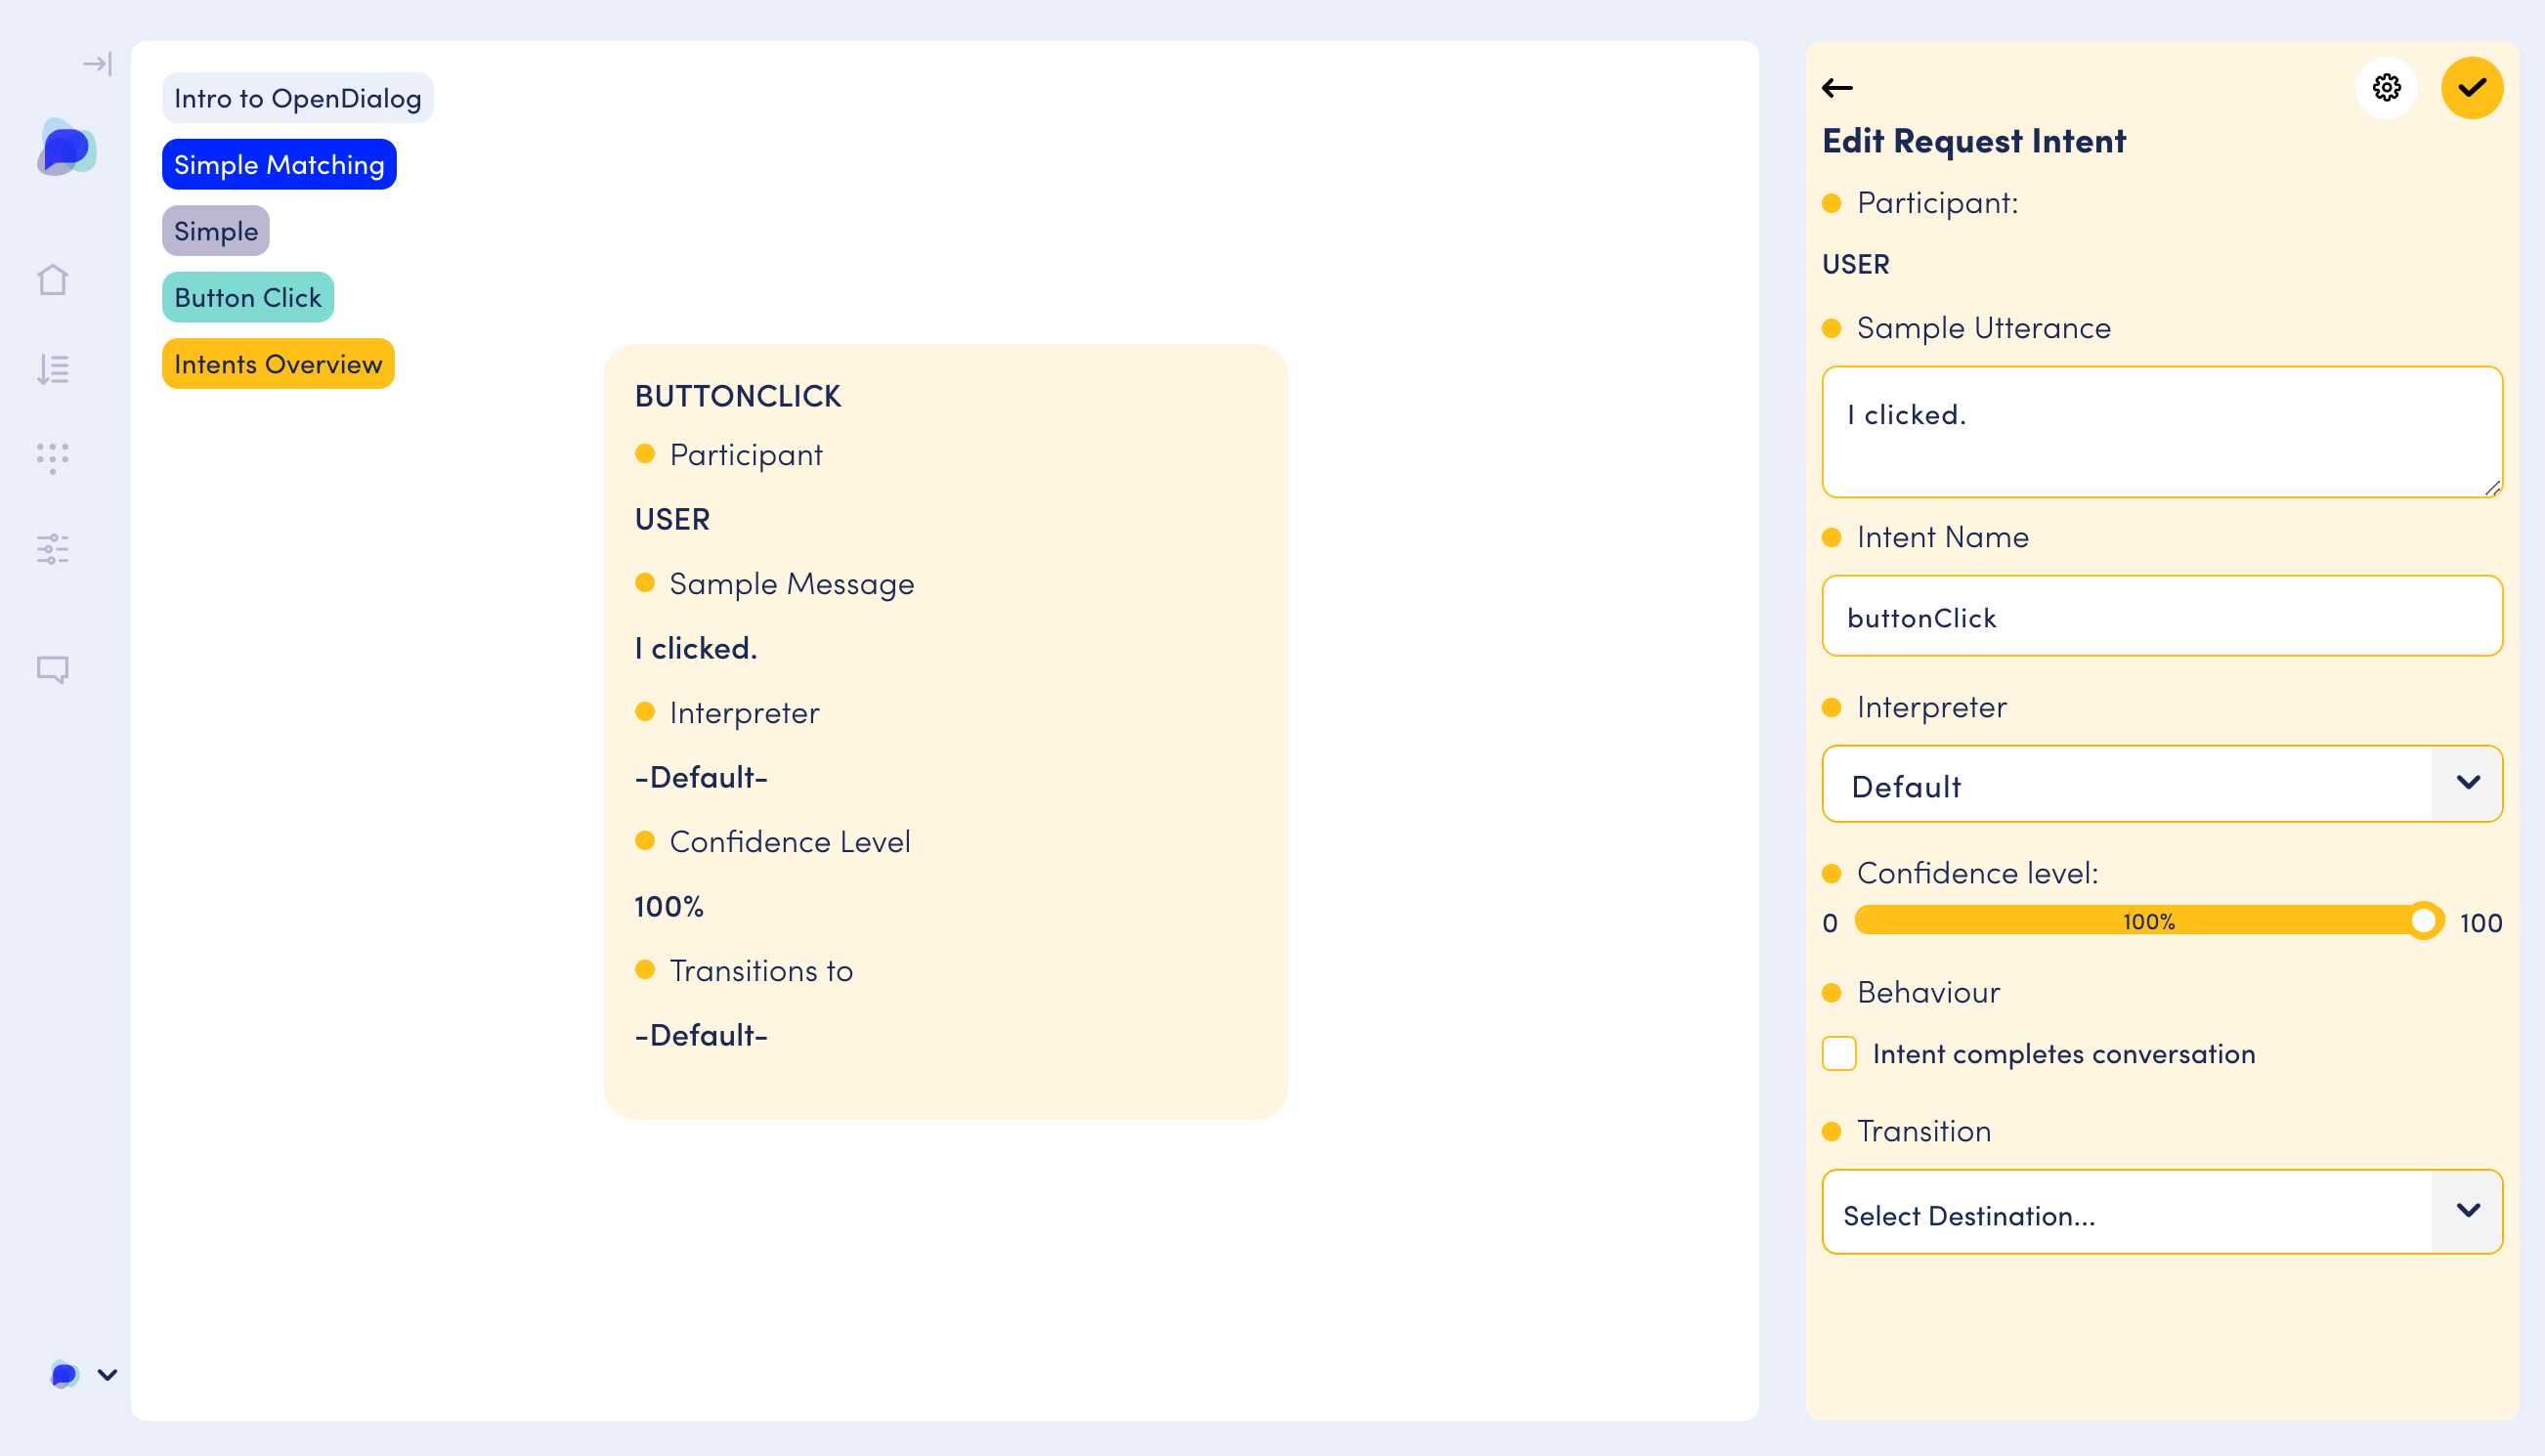 Intro to OpenDialog
Simple Matching
Simple
Button Click
Intents Overview
BUTTONCLICK
Participant
USER
Sample Message
I clicked.
Interpreter
-Default-
Confidence Level
100%
Transitions to
-Default-
Edit Request Intent
Participant:
USER
Sample Utterance
I clicked.
Intent Name
buttonClick
Interpreter
Default
Confidence level:
0 100% 100
Behaviour
Intent completes conversation
Transition
Select Destination...